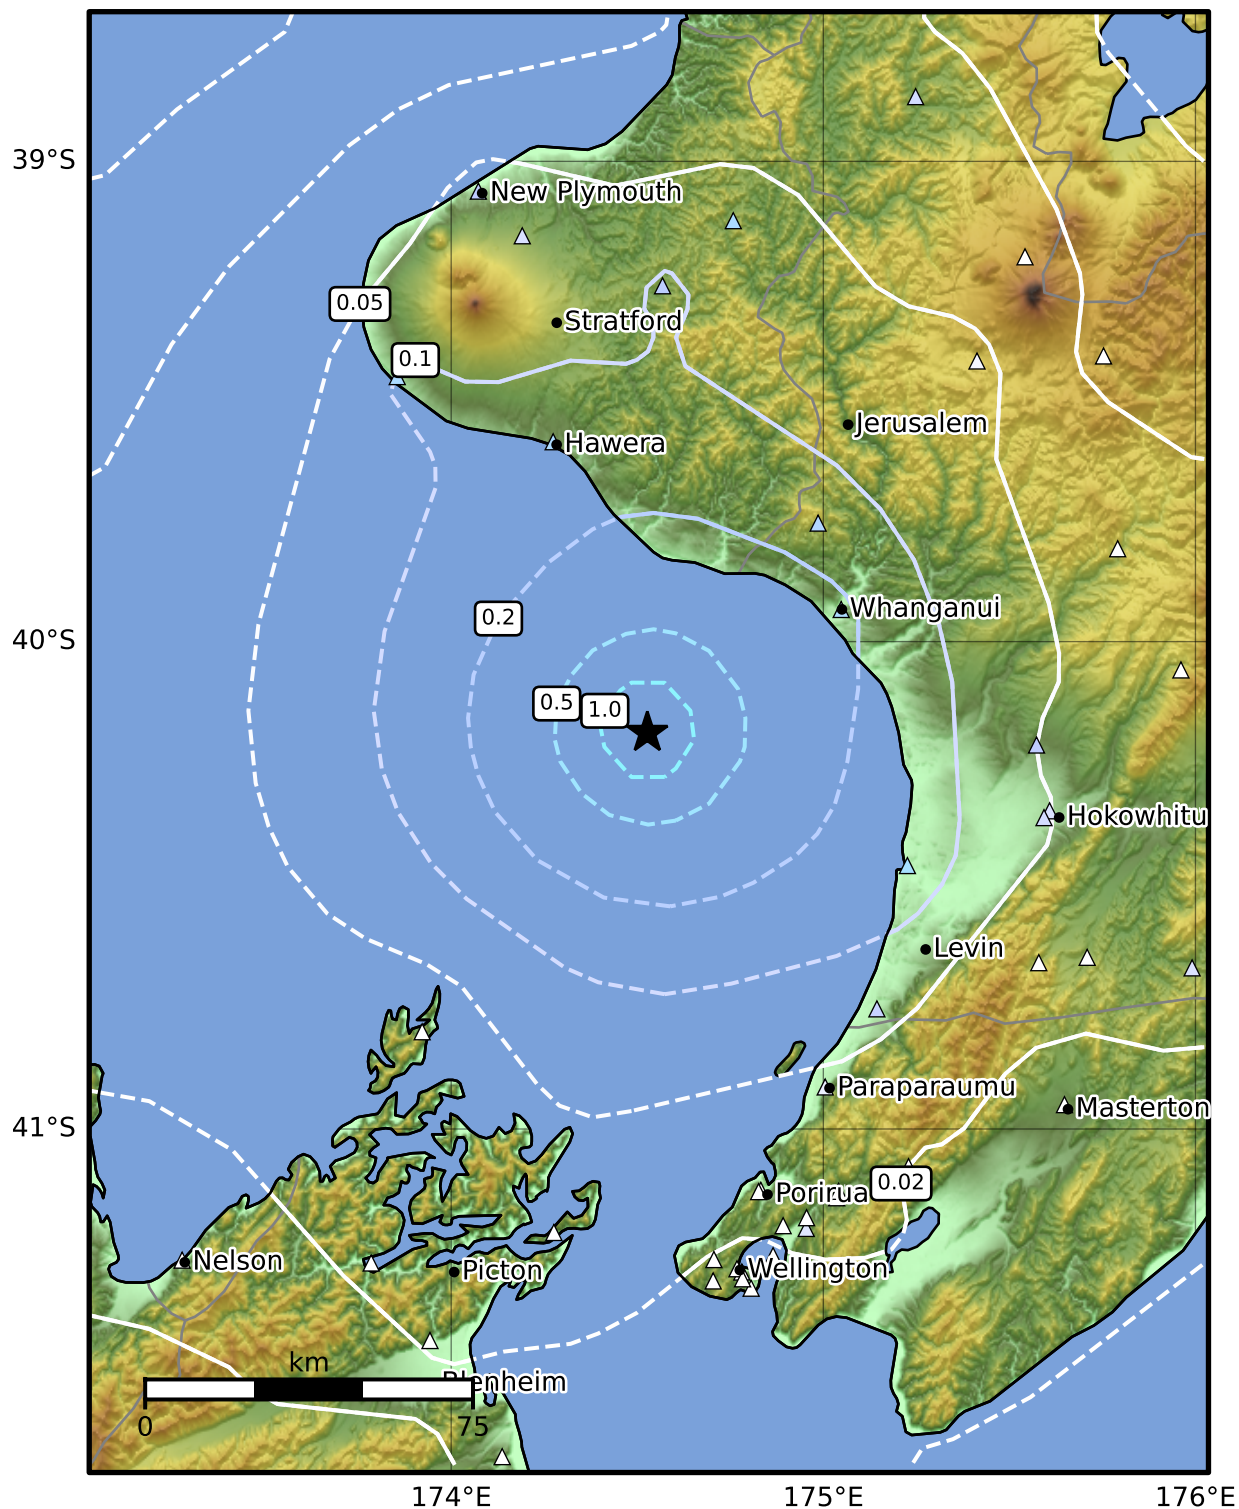 39°S
New Plymouth
0.05
Stratford
0.1
Jerusalem
Hawera
Whanganui
0.2
40°S
0.5
1.0
Hokowhitu
Levin
Paraparaumu
Masterton
41°S
0.02
Porirua
Nelson
Picton
Wellington
km
Blenheim
0
75
174°E
175°E
176°E